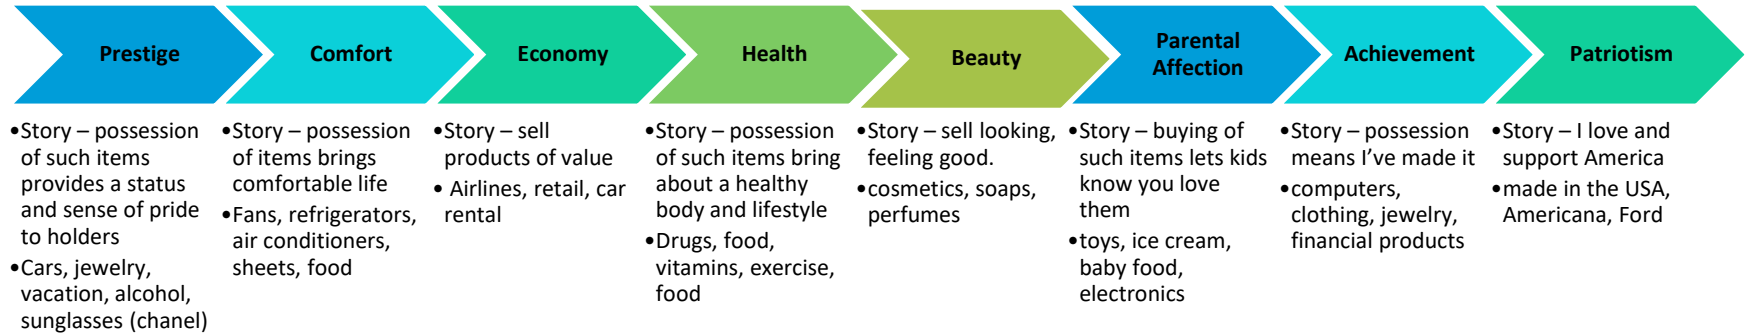 Prestige
•Story – possession
of such items
provides a status
and sense of pride
to holders
•Cars, jewelry,
vacation, alcohol,
sunglasses (chanel)
Comfort
•Story – possession
of items brings
comfortable life
•Fans, refrigerators,
air conditioners,
sheets, food
Economy
•Story – sell
products of value
• Airlines, retail, car
rental
Health
•Story – possession
of such items bring
about a healthy
body and lifestyle
•Drugs, food,
vitamins, exercise,
food
Beauty
•Story – sell looking,
feeling good.
•cosmetics, soaps,
perfumes
Parental
Affection
•Story – buying of
such items lets kids
know you love
them
•toys, ice cream,
baby food,
electronics
Achievement
•Story – possession
means I’ve made it
•computers,
clothing, jewelry,
financial products
Patriotism
•Story – I love and
support America
•made in the USA,
Americana, Ford